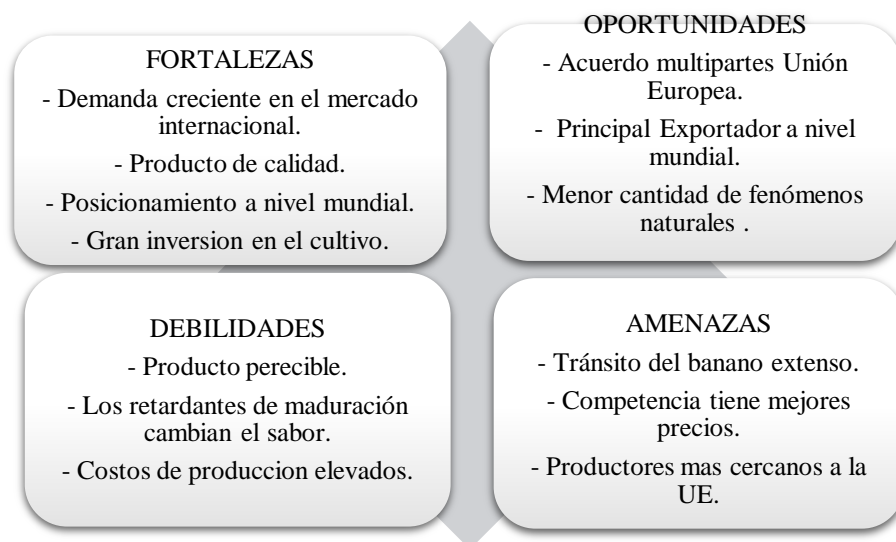 FORTALEZAS
- Demanda creciente en el mercado
internacional.
- Producto de calidad.
- Posicionamiento a nivel mundial.
- Gran inversion en el cultivo.
OPORTUNIDADES
- Acuerdo multipartes Unión
Europea.
- Principal Exportador a nivel
mundial.
- Menor cantidad de fenómenos
naturales .
DEBILIDADES
- Producto perecible.
- Los retardantes de maduración
cambian el sabor.
- Costos de produccion elevados.
AMENAZAS
- Tránsito del banano extenso.
- Competencia tiene mejores
precios.
- Productores mas cercanos a la
UE.